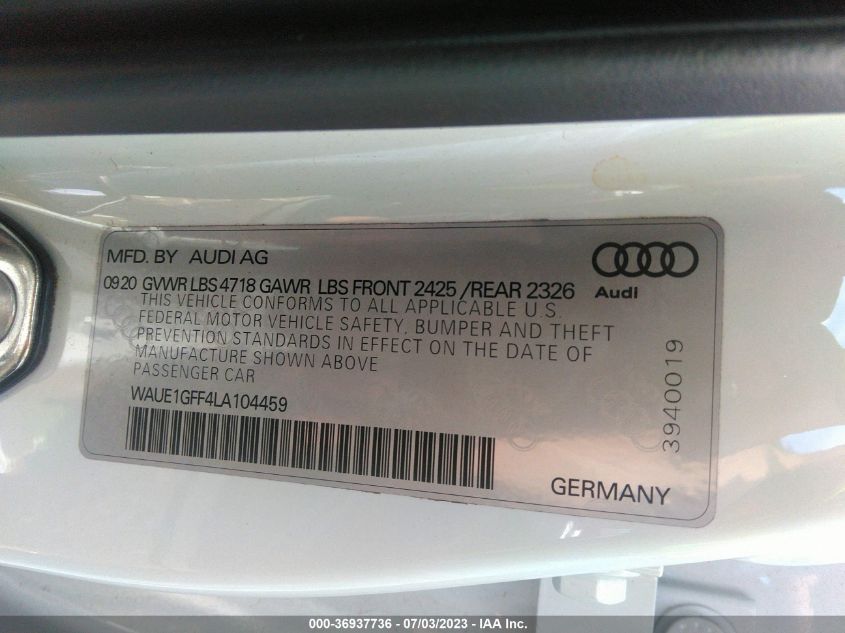 MFD. BY AUDI AG
0920 GVWR LBS 4718 GAWR LBS FRONT 2425 /REAR 2326
Audi
THIS VEHICLE CONFORMS TO ALL APPLICABLE U.S.
FEDERAL MOTOR VEHICLE SAFETY, BUMPER AND THEFT
PREVENTION STANDARDS IN EFFECT ON THE DATE OF
MANUFACTURE SHOWN ABOVE
PASSENGER CAR
WAUE1GFF4LA104459
3940019
GERMANY
000-36937736 - 07/03/2023 - IAA Inc.